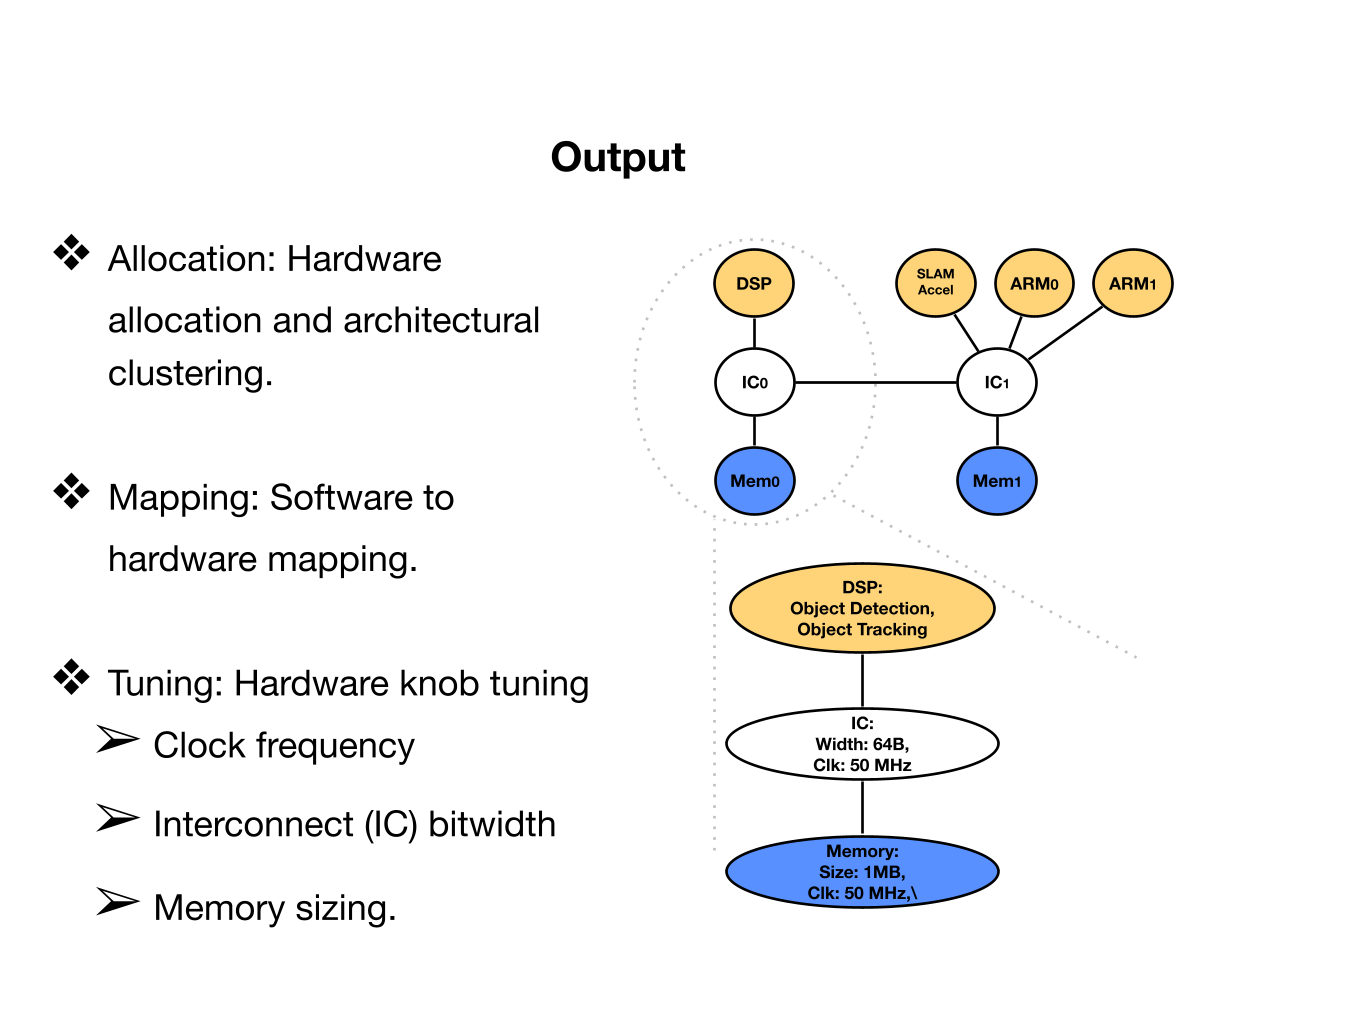 Output
❖ Allocation: Hardware
allocation and architectural
clustering.
❖ Mapping: Software to
hardware mapping.
❖ Tuning: Hardware knob tuning
➢ Clock frequency
➢ Interconnect (IC) bitwidth
➢ Memory sizing.
DSP
SLAM
Accel
ARM0
ARM1
IC0
IC1
Mem0
Mem1
DSP:
Object Detection,
Object Tracking
IC:
Width: 64B,
Clk: 50 MHz
Memory:
Size: 1MB,
Clk: 50 MHz,\